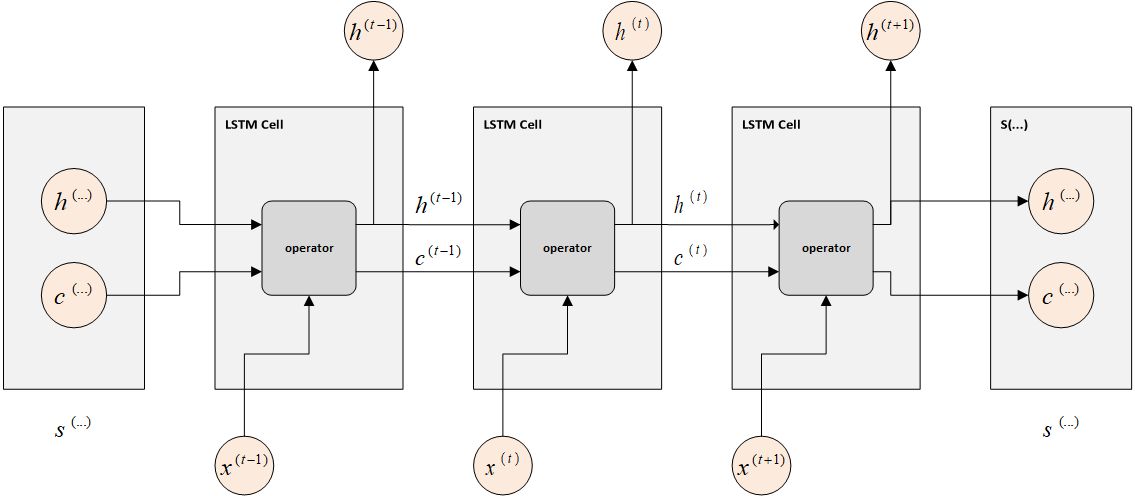 h^(t−1)
h^(t)
h^(t+1)
LSTM Cell
LSTM Cell
LSTM Cell
S(...)
h^(...)
h^(t−1)
h^(t)
h^(...)
operator
operator
operator
c^(...)
c^(t−1)
c^(t)
c^(...)
s^(...)
s^(...)
x^(t−1)
x^(t)
x^(t+1)